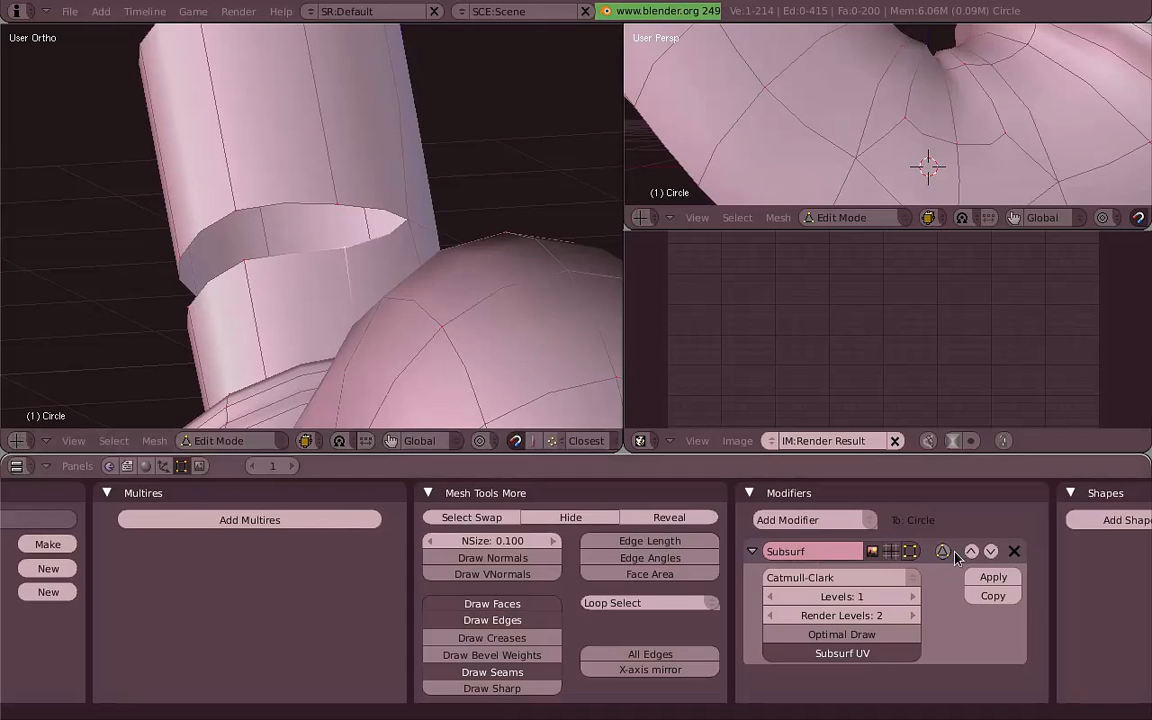 File Add Timeline Game Render Help SR:Default SCE:Scene www.blender.org 249 Ve:1-214 | Ed:0-415 | Fa:0-200 | Mem:6.06M (0.09M) Circle
User Ortho
User Persp
(1) Circle
View Select Mesh Edit Mode Global
(1) Circle
View Select Mesh Edit Mode Global Closest
View Image IM:Render Result
Panels 1
Multires
Mesh Tools More
Modifiers
Shapes
Make
New
New
Add Multires
Select Swap Hide Reveal
NSize: 0.100
Draw Normals
Draw VNormals
Draw Faces
Draw Edges
Draw Creases
Draw Bevel Weights
Draw Seams
Draw Sharp
Edge Length
Edge Angles
Face Area
Loop Select
All Edges
X-axis mirror
Add Modifier To: Circle
Subsurf
Catmull-Clark
Levels: 1
Render Levels: 2
Optimal Draw
Subsurf UV
Apply
Copy
Add Shap